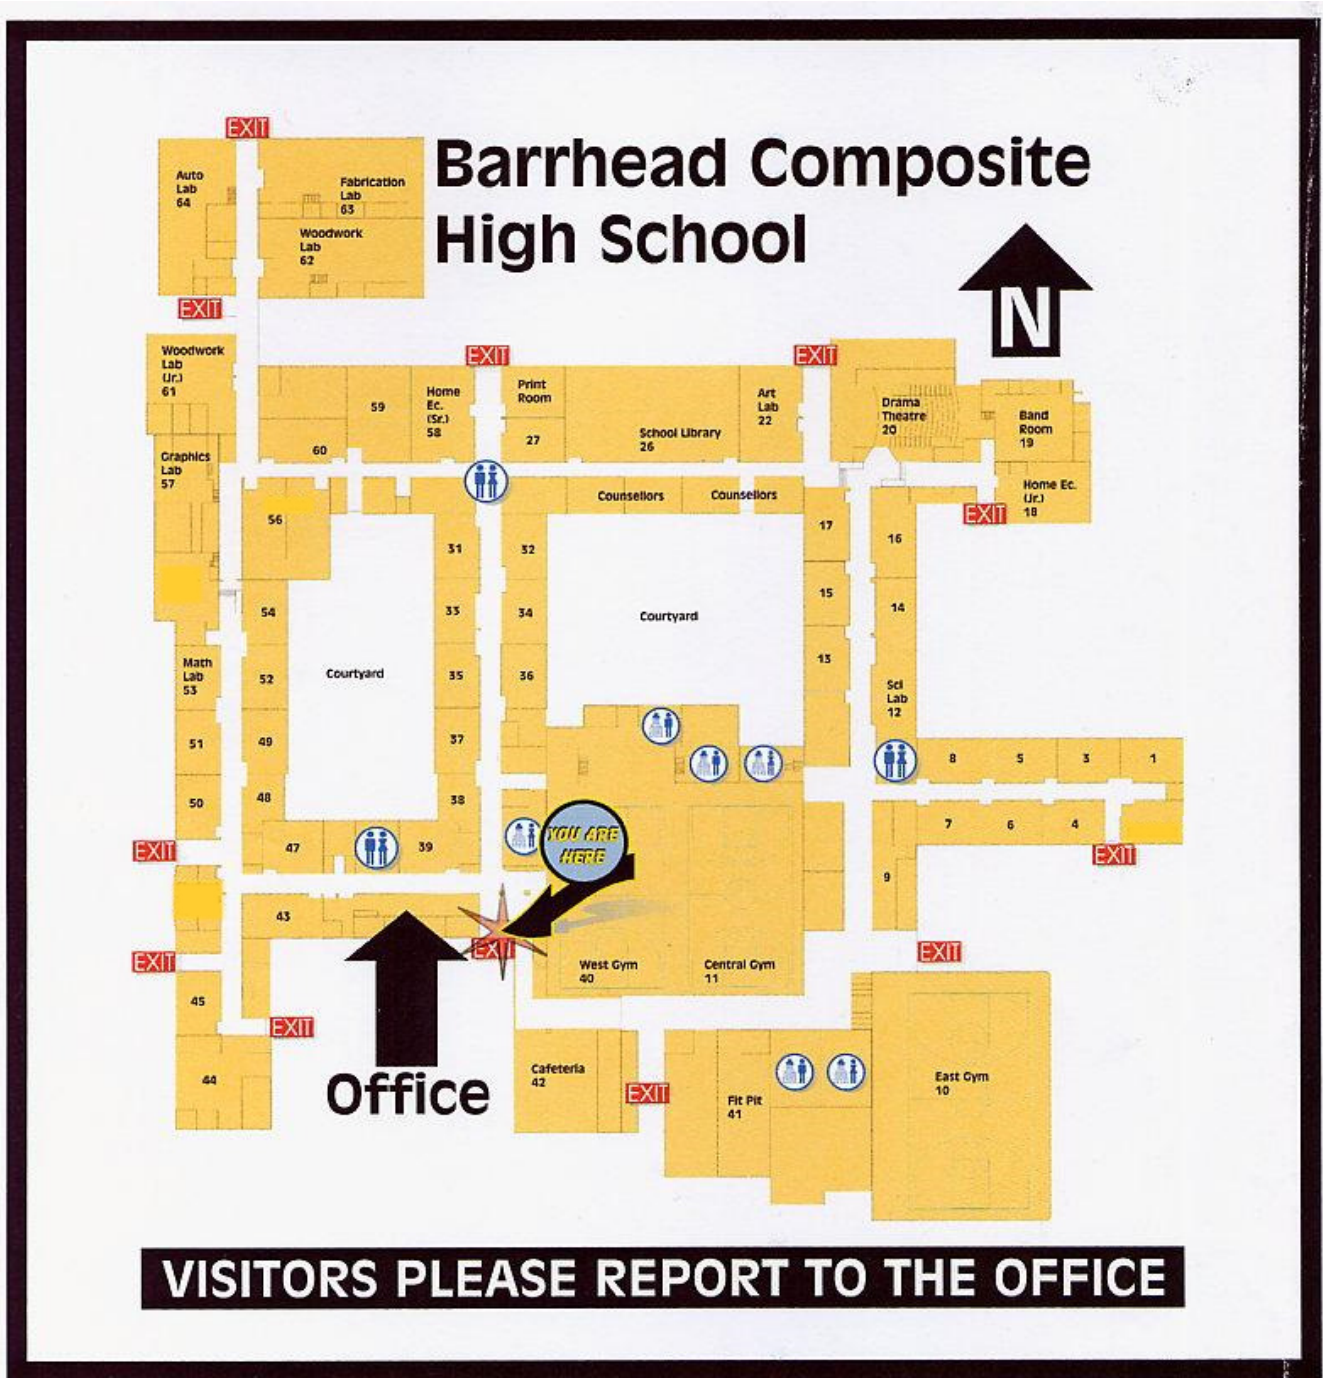 EXIT
Barrhead Composite
High School
Auto
Lab
64
Fabrication
Lab
63
Woodwork
Lab
62
N
EXIT
Woodwork
Lab
(Jr.)
61
EXIT
EXIT
59
Home
Ec.
(Sr.)
58
Print
Room
Art
Lab
22
Drama
Theatre
20
Band
Room
19
60
27
School Library
26
Graphics
Lab
57
Home Ec.
(Jr.)
18
EXIT
Counsellors
Counsellors
56
17
16
31
32
15
14
54
33
34
Courtyard
13
Math
Lab
53
52
Courtyard
35
36
Sci
Lab
12
51
49
37
8
5
3
1
50
48
38
7
6
4
EXIT
47
39
YOU ARE
HERE
EXIT
9
43
EXIT
EXIT
West Gym
40
Central Gym
11
EXIT
45
EXIT
44
Office
Cafeteria
42
EXIT
Fit Pit
41
East Gym
10
VISITORS PLEASE REPORT TO THE OFFICE